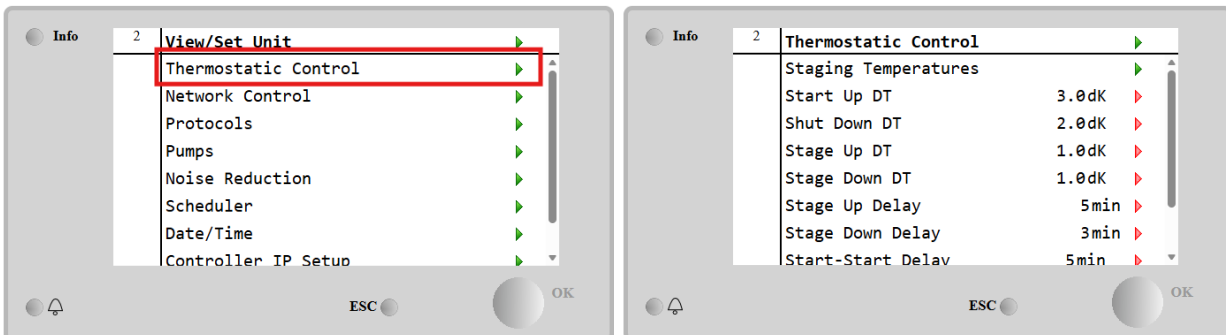 Info
2 View/Set Unit
Thermostatic Control
Network Control
Protocols
Pumps
Noise Reduction
Scheduler
Date/Time
Controller IP Setup
ESC
OK
Info
2 Thermostatic Control
Staging Temperatures
Start Up DT 3.0dK
Shut Down DT 2.0dK
Stage Up DT 1.0dK
Stage Down DT 1.0dK
Stage Up Delay 5min
Stage Down Delay 3min
Start-Start Delay 5min
ESC
OK